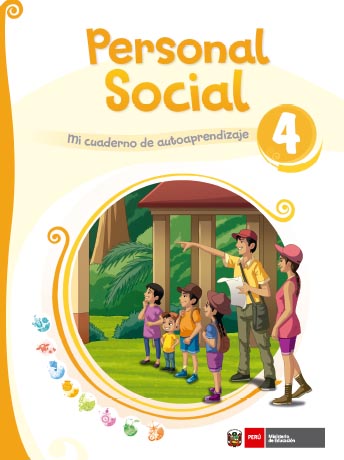 Personal
Social
Mi cuaderno de autoaprendizaje
4
PERÚ
Ministerio
de Educación